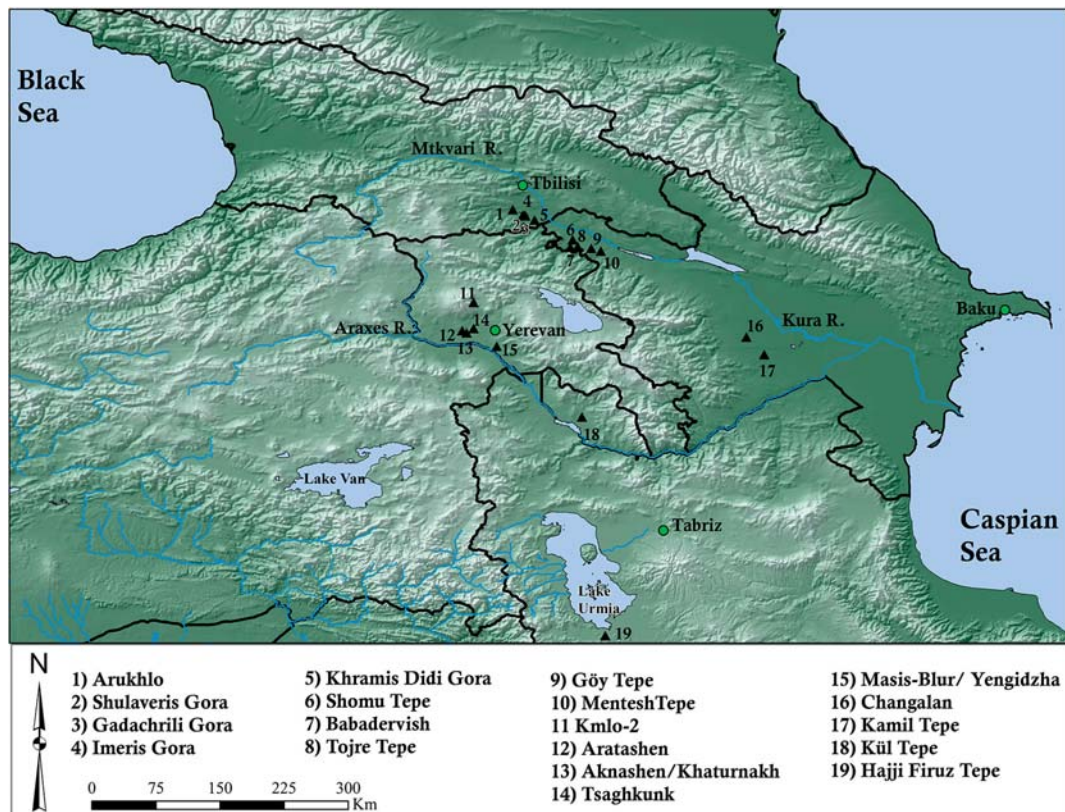 Black
Sea
Mtkvari R.
Tbilisi
4
1
5
6
8
9
7
10
11
14
Araxes R.
Yerevan
12
13
15
Baku
16
Kura R.
17
18
Lake Van
Tabriz
Caspian
Sea
Lake
Urmia
19
N
1) Arukhlo
2) Shulaveris Gora
3) Gadachrili Gora
4) Imeris Gora
5) Khramis Didi Gora
6) Shomu Tepe
7) Babadervish
8) Tojre Tepe
9) Göy Tepe
10) MenteshTepe
11 Kmlo-2
12) Aratashen
13) Aknashen/Khaturnakh
14) Tsaghkunk
15) Masis-Blur/ Yengidzha
16) Changalan
17) Kamil Tepe
18) Kül Tepe
19) Hajji Firuz Tepe
0 75 150 225 300
Km